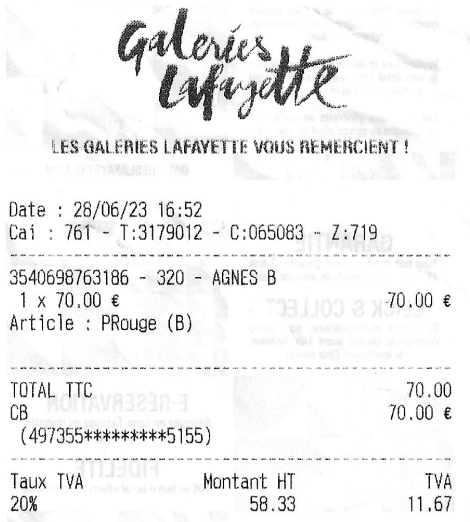 Galeries
Lafayette
LES GALERIES LAFAYETTE VOUS REMERCIENT !
Date : 28/06/23 16:52
Cai : 761 - T:3179012 - C:065083 - Z:719
3540698763186 - 320 - AGNES B
1 x 70.00 € 70.00 €
Article : PRouge (B)
TOTAL TTC 70.00
CB 70.00 €
(497355*********5155)
Taux TVA Montant HT TVA
20% 58.33 11.67